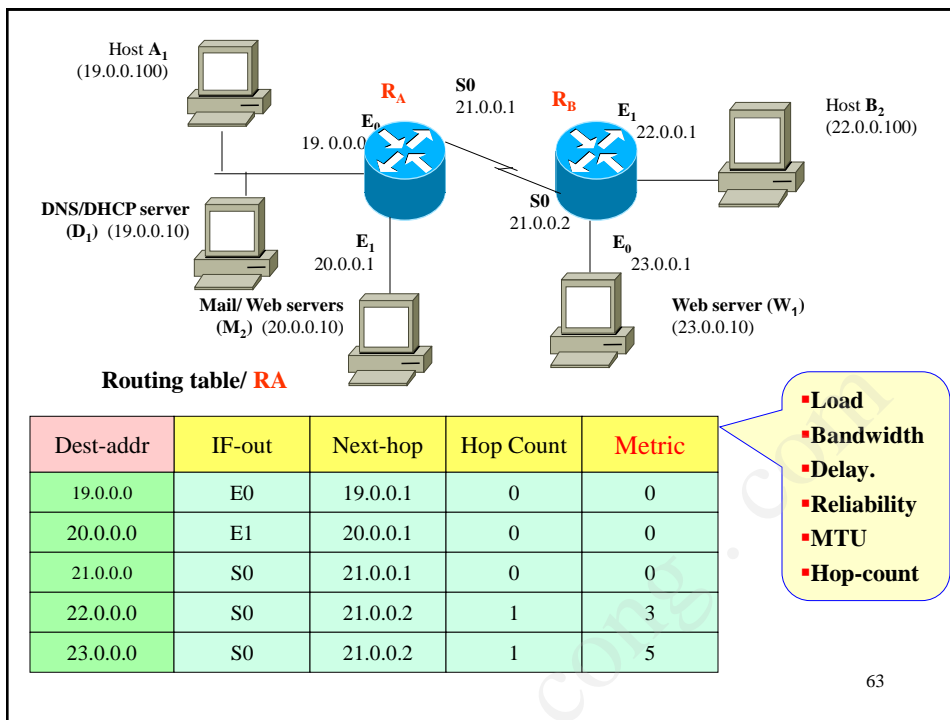 Host A1
(19.0.0.100)
RA
S0
21.0.0.1
RB
E0
19. 0.0.0
E1
22.0.0.1
Host B2
(22.0.0.100)
DNS/DHCP server
(D1) (19.0.0.10)
S0
21.0.0.2
E1
20.0.0.1
E0
23.0.0.1
Mail/ Web servers
(M2) (20.0.0.10)
Web server (W1)
(23.0.0.10)
Routing table/ RA
Dest-addr IF-out Next-hop Hop Count Metric
19.0.0.0 E0 19.0.0.1 0 0
20.0.0.0 E1 20.0.0.1 0 0
21.0.0.0 S0 21.0.0.1 0 0
22.0.0.0 S0 21.0.0.2 1 3
23.0.0.0 S0 21.0.0.2 1 5
▪Load
▪Bandwidth
▪Delay.
▪Reliability
▪MTU
▪Hop-count
cong . com
63